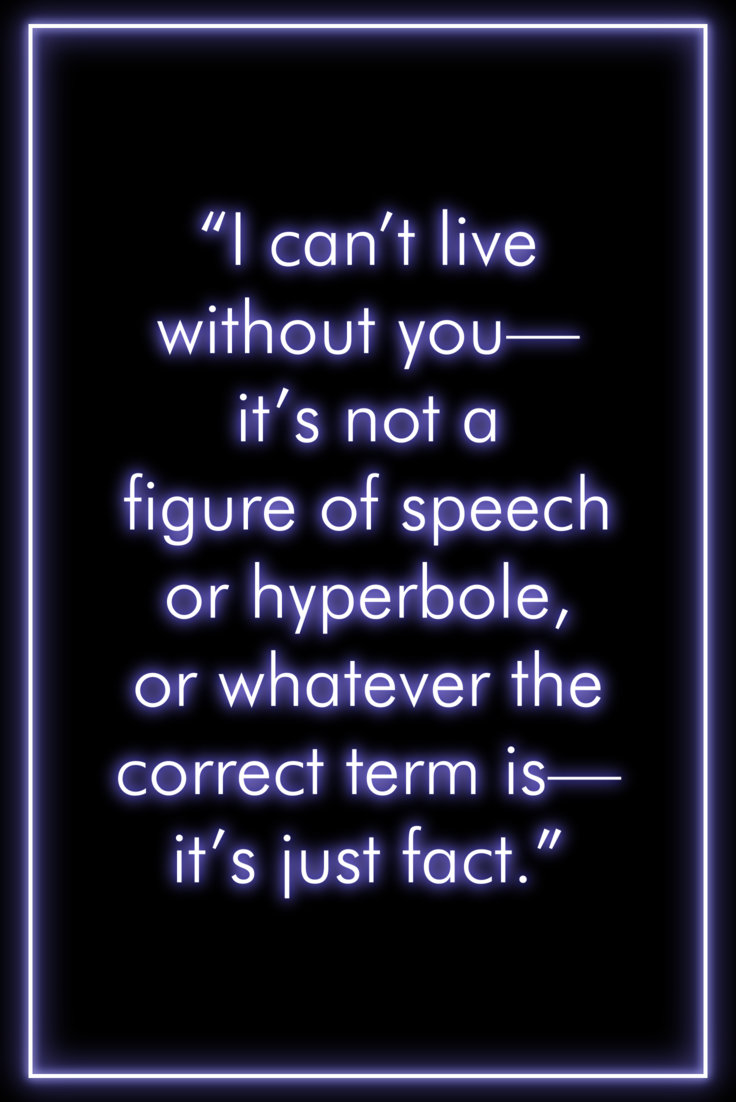 “I can’t live
without you—
it’s not a
figure of speech
or hyperbole,
or whatever the
correct term is—
it’s just fact.”